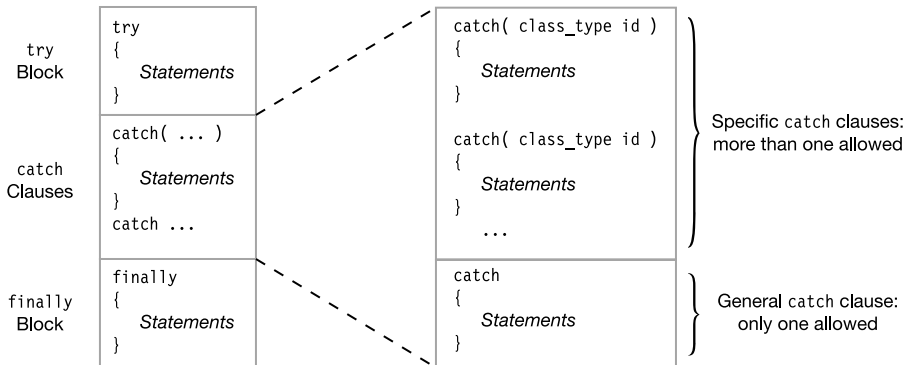 try
Block
try
{
Statements
}
catch
Clauses
catch( ... )
{
Statements
}
catch ...
finally
Block
finally
{
Statements
}
catch( class_type id )
{
Statements
}
catch( class_type id )
{
Statements
}
...
Specific catch clauses:
more than one allowed
catch
{
Statements
}
General catch clause:
only one allowed